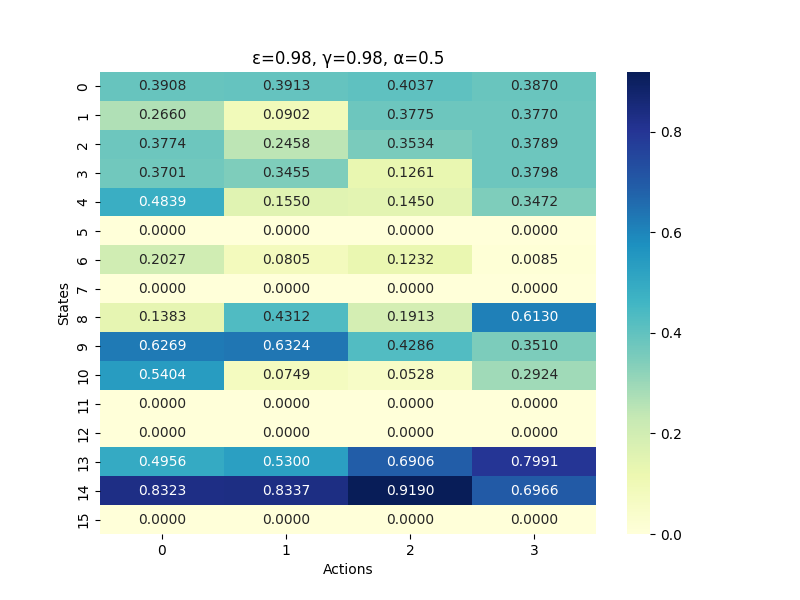 ε=0.98, γ=0.98, α=0.5
0 0.3908 0.3913 0.4037 0.3870
1 0.2660 0.0902 0.3775 0.3770
2 0.3774 0.2458 0.3534 0.3789
3 0.3701 0.3455 0.1261 0.3798
4 0.4839 0.1550 0.1450 0.3472
5 0.0000 0.0000 0.0000 0.0000
6 0.2027 0.0805 0.1232 0.0085
7 0.0000 0.0000 0.0000 0.0000
8 0.1383 0.4312 0.1913 0.6130
9 0.6269 0.6324 0.4286 0.3510
10 0.5404 0.0749 0.0528 0.2924
11 0.0000 0.0000 0.0000 0.0000
12 0.0000 0.0000 0.0000 0.0000
13 0.4956 0.5300 0.6906 0.7991
14 0.8323 0.8337 0.9190 0.6966
15 0.0000 0.0000 0.0000 0.0000
0 1 2 3
Actions
States
0.8
0.6
0.4
0.2
0.0